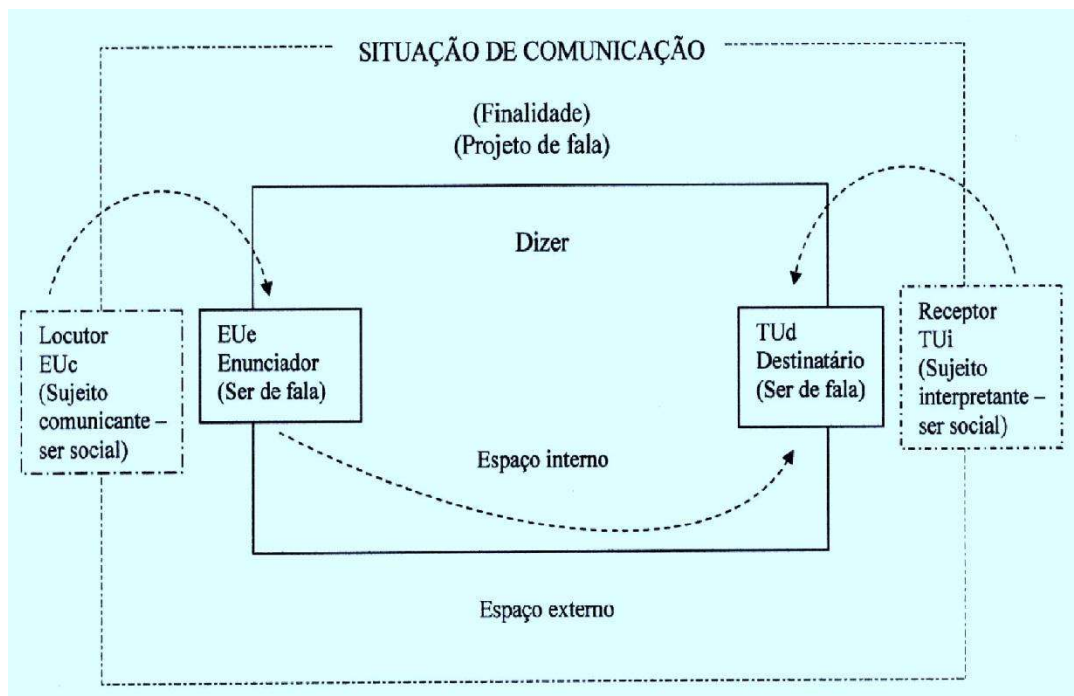 SITUAÇÃO DE COMUNICAÇÃO
(Finalidade)
(Projeto de fala)
Dizer
Locutor
EUc
(Sujeito
comunicante –
ser social)
EUe
Enunciador
(Ser de fala)
TUd
Destinatário
(Ser de fala)
Receptor
TUi
(Sujeito
interpretante –
ser social)
Espaço interno
Espaço externo